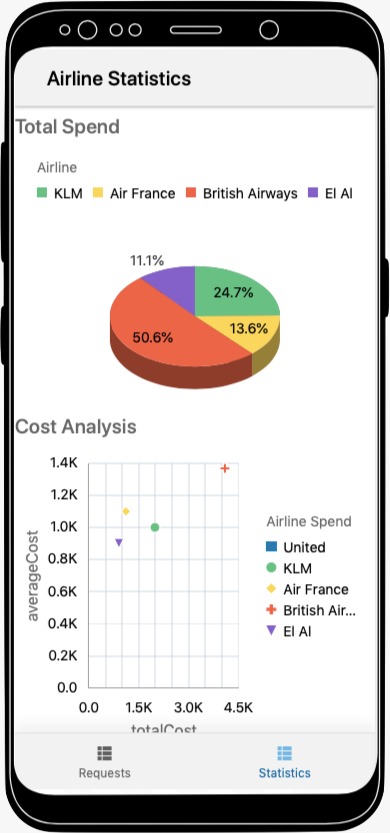 Airline Statistics
Total Spend
Airline
KLM Air France British Airways El Al
11.1%
24.7%
13.6%
50.6%
Cost Analysis
1.4K
1.2K
1.0K
0.8K
0.6K
0.4K
0.2K
0.0
averageCost
0.0 1.5K 3.0K 4.5K
totalCost
Airline Spend
United
KLM
Air France
British Air...
El Al
Requests Statistics